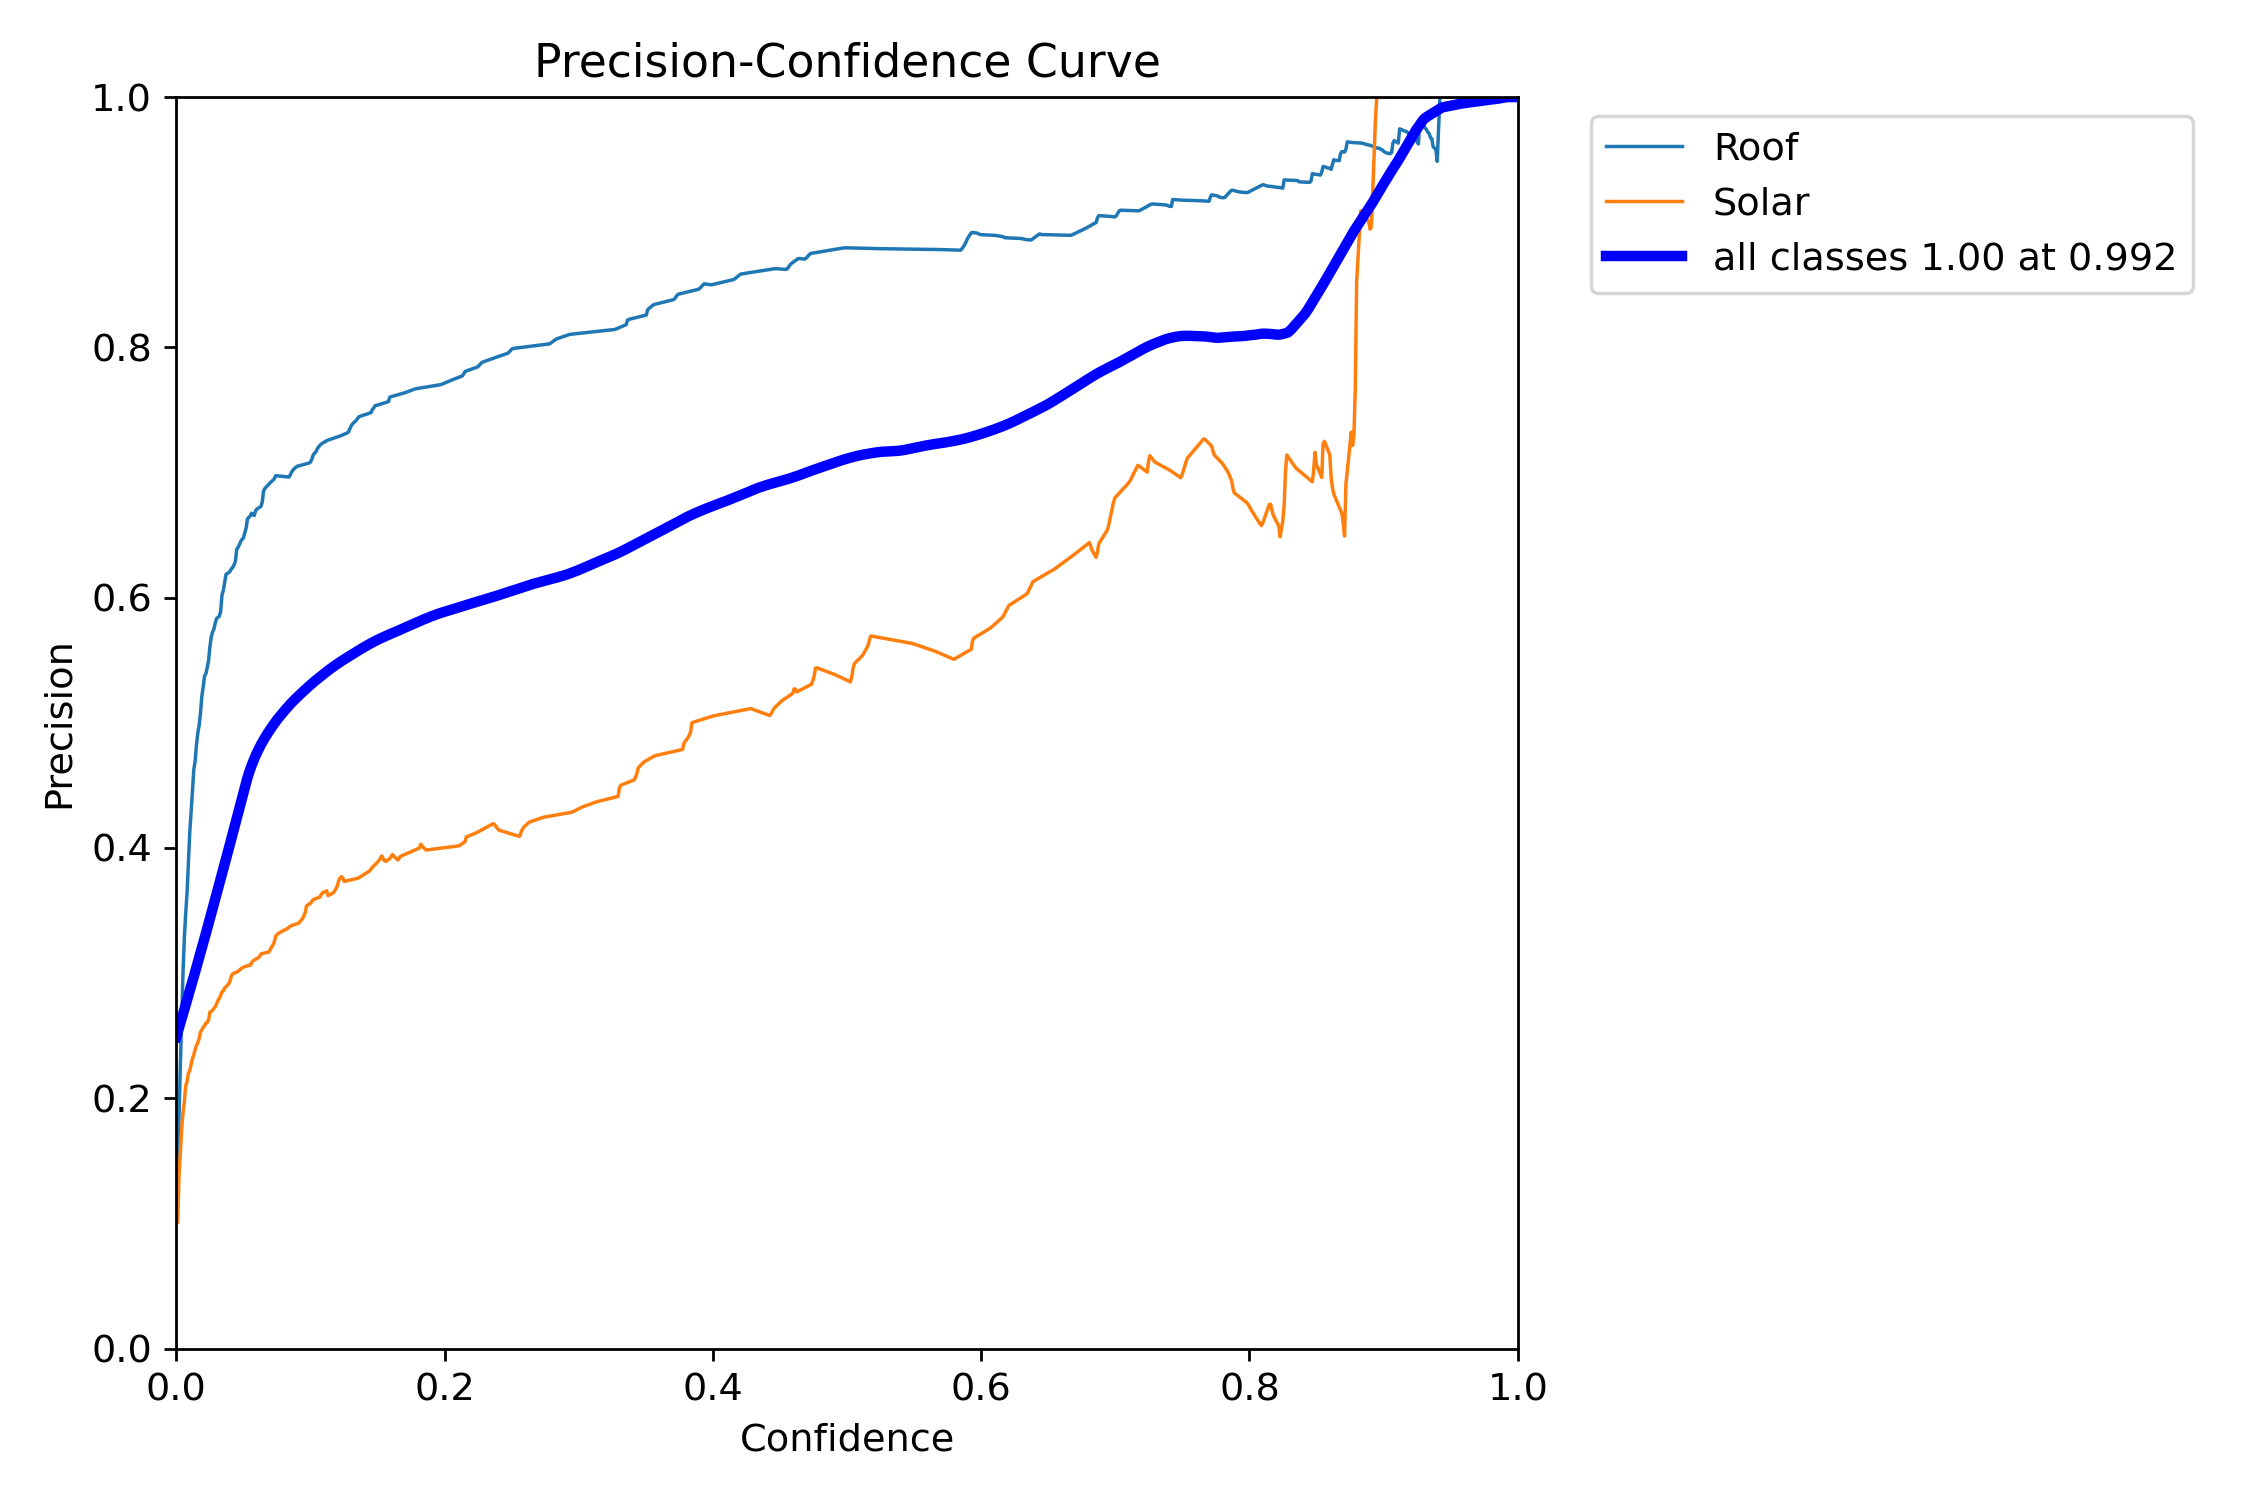 Precision-Confidence Curve
1.0
0.8
0.6
0.4
0.2
0.0
Precision
0.0 0.2 0.4 0.6 0.8 1.0
Confidence
Roof
Solar
all classes 1.00 at 0.992